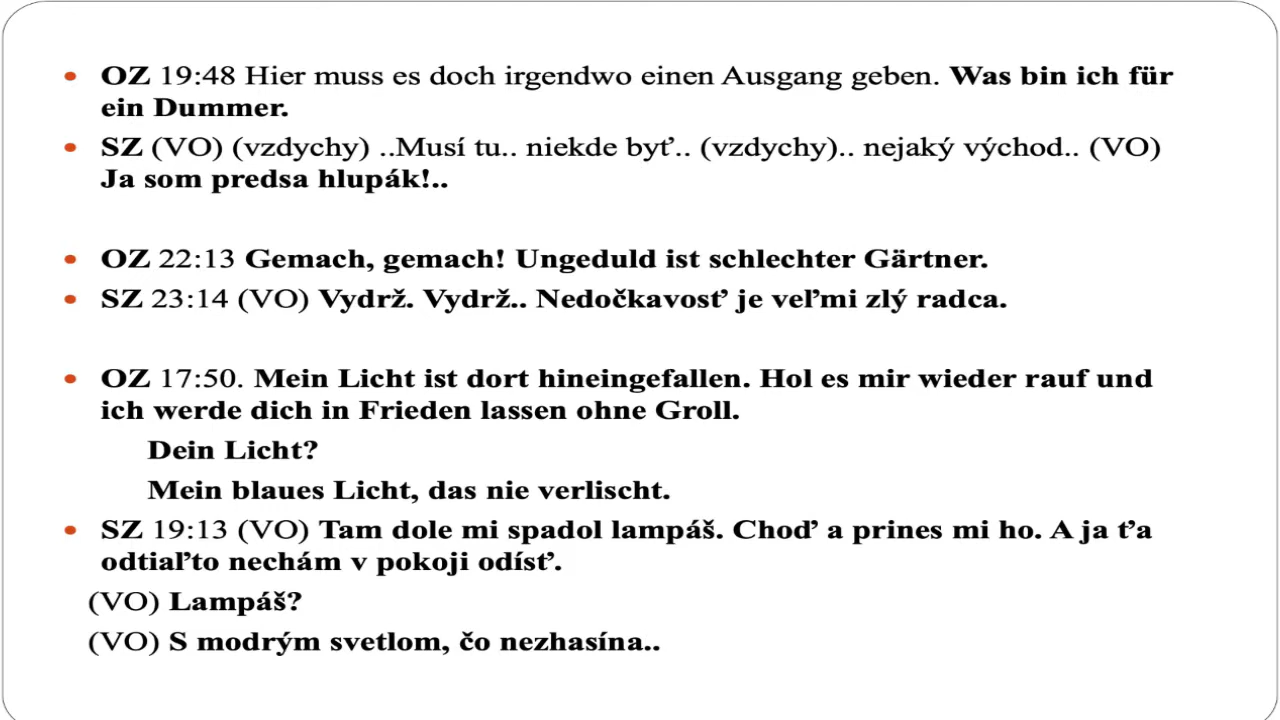 • OZ 19:48 Hier muss es doch irgendwo einen Ausgang geben. Was bin ich für
ein Dummer.
• SZ (VO) (vzdychy) ..Musí tu.. niekde byť.. (vzdychy).. nejaký východ.. (VO)
Ja som predsa hlupák!..
• OZ 22:13 Gemach, gemach! Ungeduld ist schlechter Gärtner.
• SZ 23:14 (VO) Vydrž. Vydrž.. Nedočkavosť je veľmi zlý radca.
• OZ 17:50. Mein Licht ist dort hineingefallen. Hol es mir wieder rauf und
ich werde dich in Frieden lassen ohne Groll.
Dein Licht?
Mein blaues Licht, das nie verlischt.
• SZ 19:13 (VO) Tam dole mi spadol lampáš. Choď a prines mi ho. A ja ťa
odtiaľto nechám v pokoji odísť.
(VO) Lampáš?
(VO) S modrým svetlom, čo nezhasína..